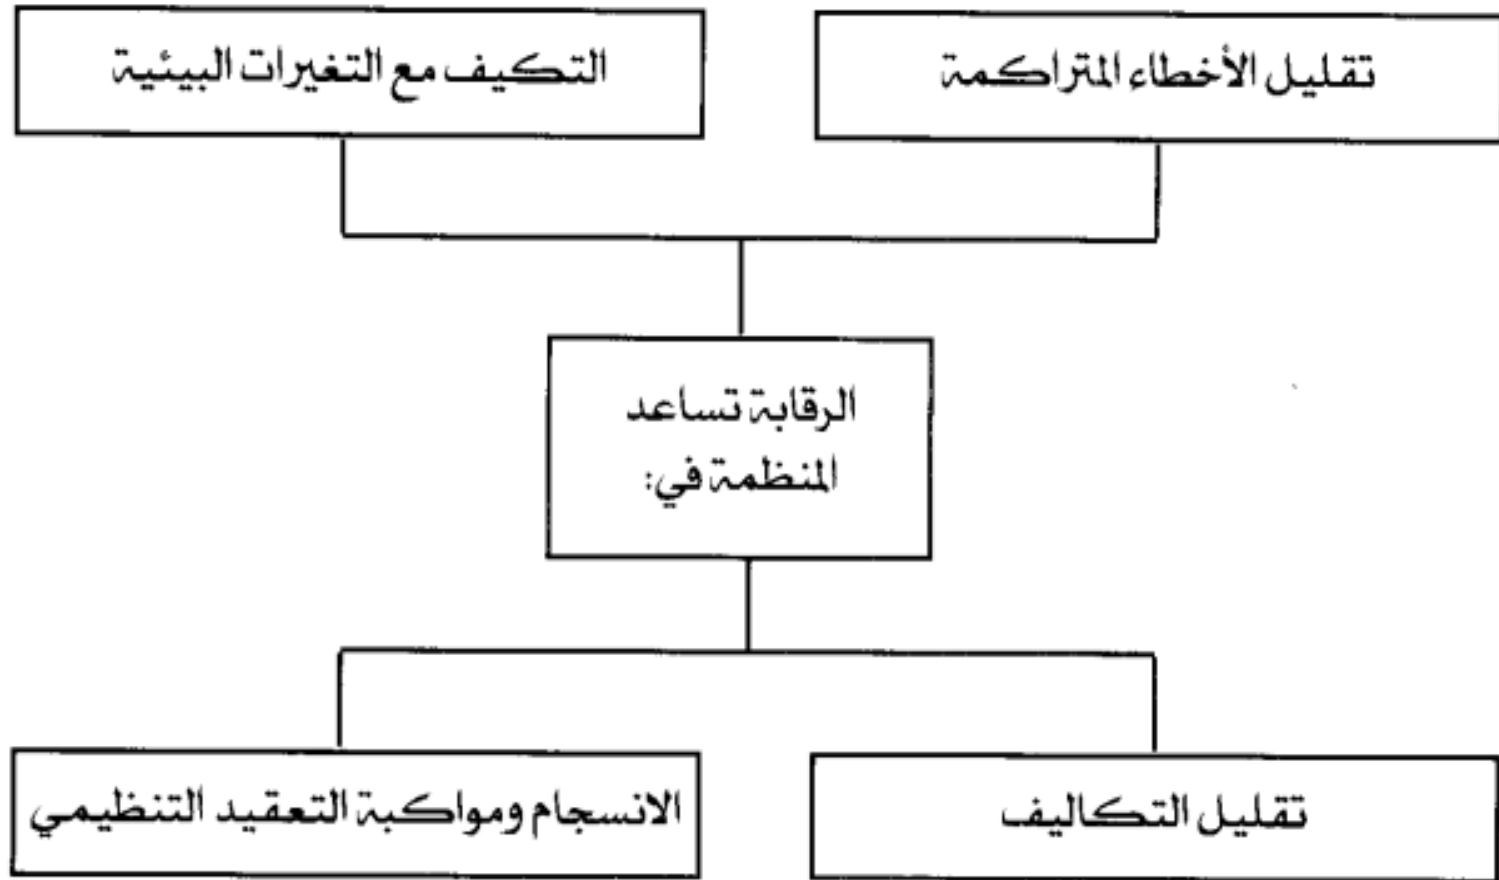 تقليل الأخطاء المتراكمة
التكيف مع التغيرات البيئية
الرقابة تساعد
المنظمة في:
تقليل التكاليف
الانسجام ومواكبة التعقيد التنظيمي